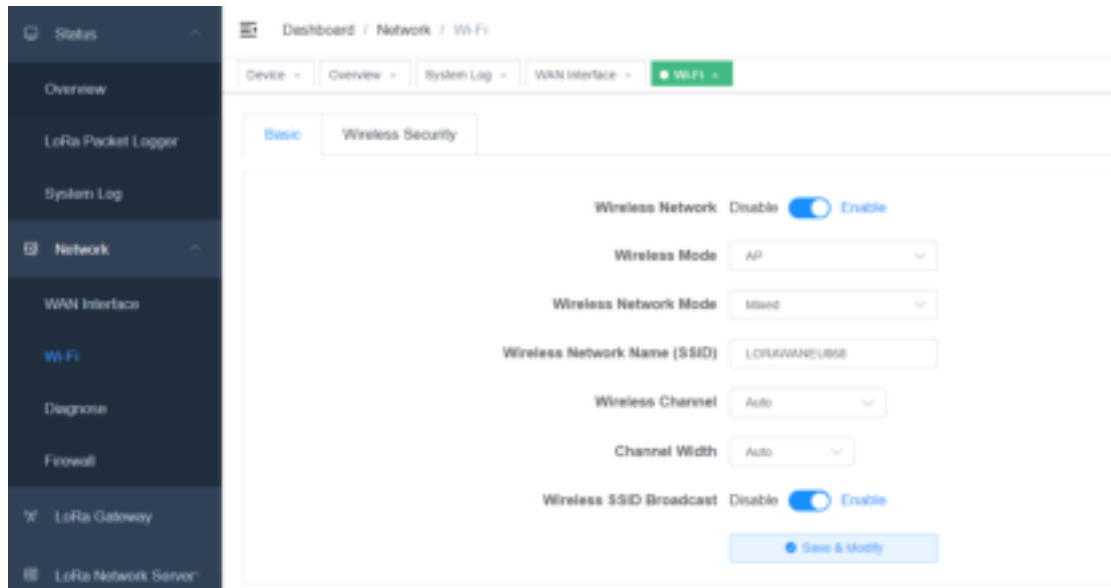 Status
Overview
LoRa Packet Logger
System Log
Network
WAN Interface
Wi-Fi
Diagnose
Firewall
LoRa Gateway
LoRa Network Server
Dashboard / Network / Wi-Fi
Device × Overview × System Log × WAN Interface × Wi-Fi ×
Basic Wireless Security
Wireless Network Disable Enable
Wireless Mode AP
Wireless Network Mode Mixed
Wireless Network Name (SSID) LORAWANEU868
Wireless Channel Auto
Channel Width Auto
Wireless SSID Broadcast Disable Enable
Save & Modify